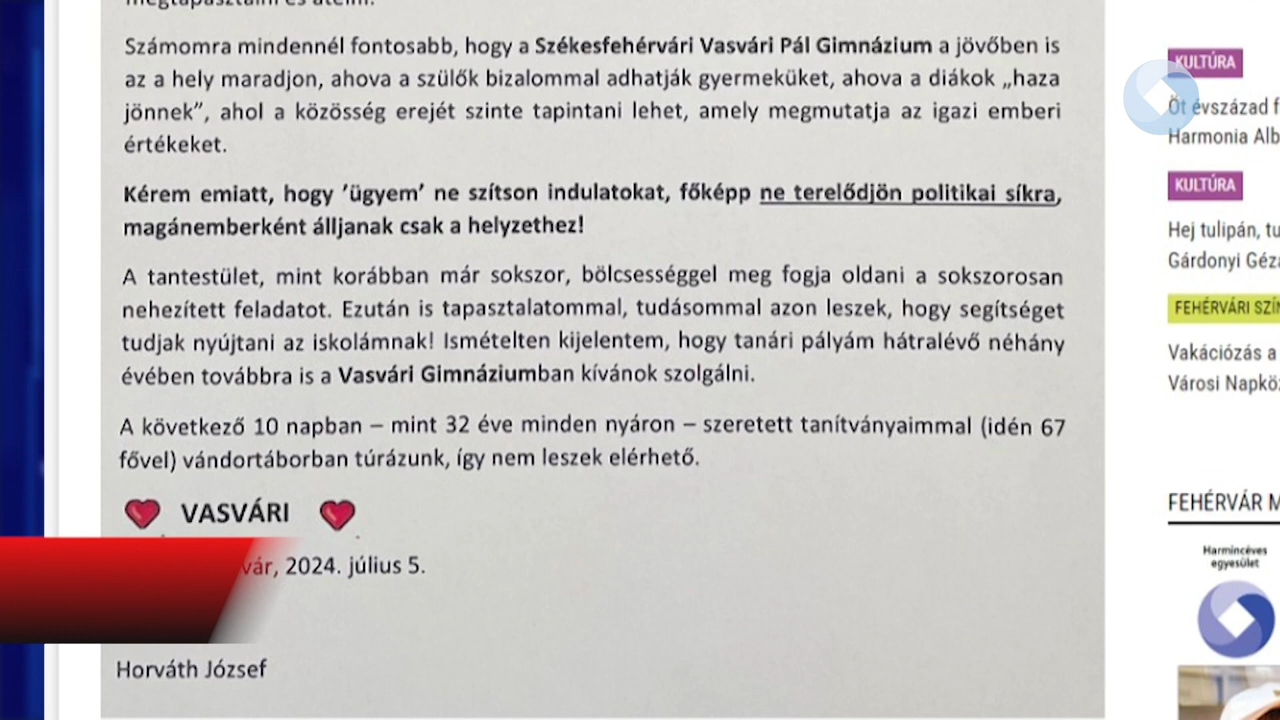 Számomra mindennél fontosabb, hogy a Székesfehérvári Vasvári Pál Gimnázium a jövőben is
az a hely maradjon, ahova a szülők bizalommal adhatják gyermeküket, ahova a diákok „haza
jönnek”, ahol a közösség erejét szinte tapintani lehet, amely megmutatja az igazi emberi
értékeket.
Kérem emiatt, hogy ’ügyem’ ne szítson indulatokat, főképp ne terelődjön politikai síkra,
magánemberként álljanak csak a helyzethez!
A tantestület, mint korábban már sokszor, bölcsességgel meg fogja oldani a sokszorosan
nehezített feladatot. Ezután is tapasztalatommal, tudásommal azon leszek, hogy segítséget
tudjak nyújtani az iskolámnak! Ismételten kijelentem, hogy tanári pályám hátralévő néhány
évében továbbra is a Vasvári Gimnáziumban kívánok szolgálni.
A következő 10 napban – mint 32 éve minden nyáron – szeretett tanítványaimmal (idén 67
fővel) vándortáborban túrázunk, így nem leszek elérhető.
VASVÁRI
vár, 2024. július 5.
Horváth József
KULTÚRA
Öt évszázad f
Harmonia Alb
KULTÚRA
Hej tulipán, tu
Gárdonyi Géza
FEHÉRVÁRI SZÍN
Vakációzás a
Városi Napköz
FEHÉRVÁR M
Harmincéves
egyesület